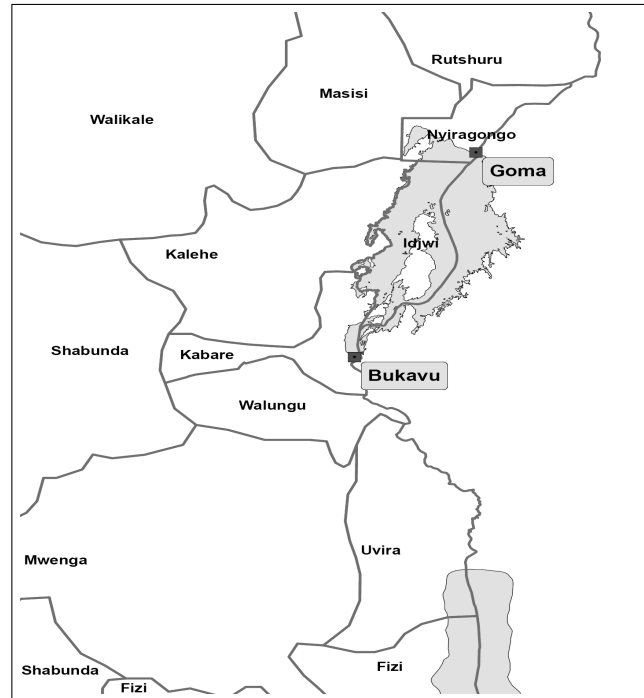 Rutshuru
Masisi
Walikale
Nyiragongo
Goma
Idjwi
Kalehe
Shabunda
Kabare
Bukavu
Walungu
Uvira
Mwenga
Shabunda
Fizi
Fizi